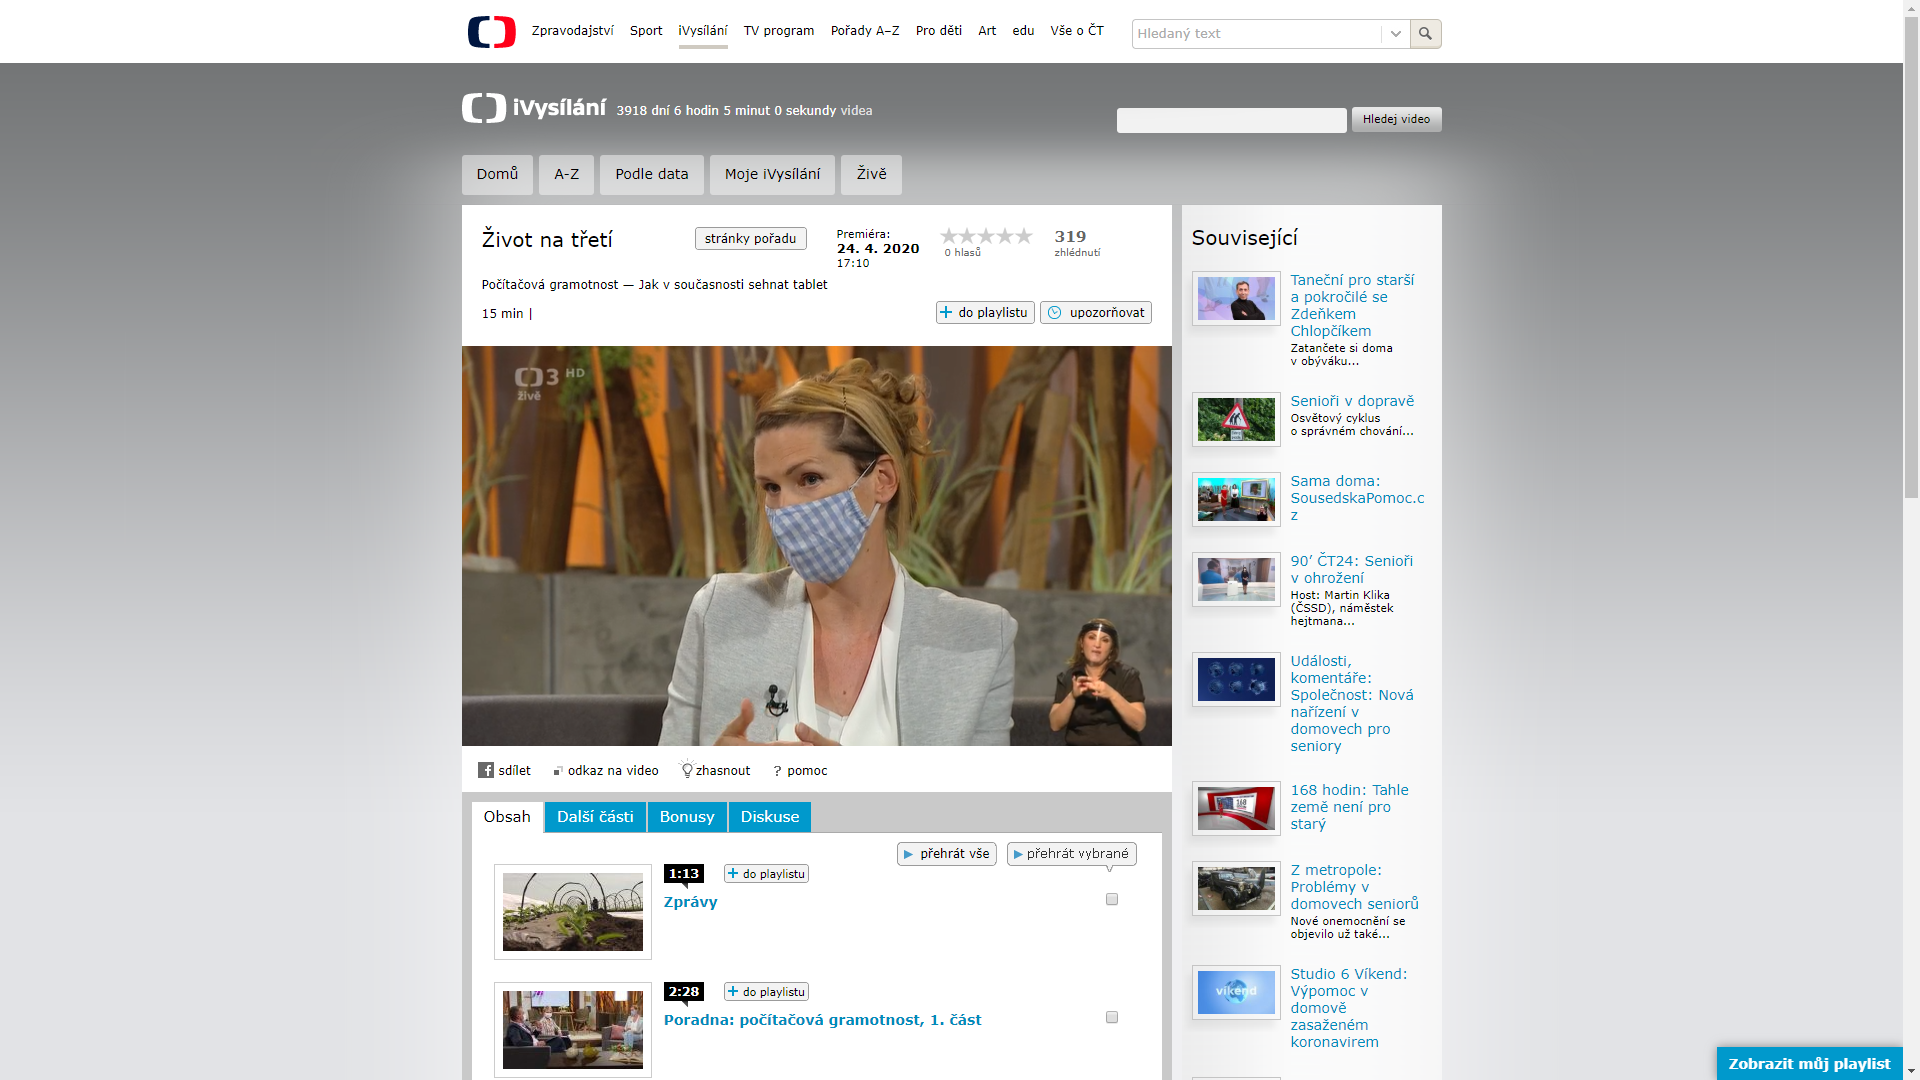 Zpravodajství Sport iVysílání TV program Pořady A–Z Pro děti Art edu Vše o ČT
Hledaný text
iVysílání 3918 dní 6 hodin 5 minut 0 sekundy videa
Hledej video
Domů A-Z Podle data Moje iVysílání Živě
Život na třetí
stránky pořadu
Premiéra:
24. 4. 2020
17:10
0 hlasů
319
zhlédnutí
Počítačová gramotnost — Jak v současnosti sehnat tablet
15 min |
do playlistu
upozorňovat
3 HD
živě
sdílet odkaz na video zhasnout ? pomoc
Obsah Další části Bonusy Diskuse
přehrát vše přehrát vybrané
1:13 do playlistu
Zprávy
2:28 do playlistu
Poradna: počítačová gramotnost, 1. část
Související
Taneční pro starší
a pokročilé se
Zdeňkem
Chlopčíkem
Zatančete si doma
v obýváku...
Senioři v dopravě
Osvětový cyklus
o správném chování...
Sama doma:
SousedskaPomoc.c
z
90’ ČT24: Senioři
v ohrožení
Host: Martin Klika
(ČSSD), náměstek
hejtmana...
Události,
komentáře:
Společnost: Nová
nařízení v
domovech pro
seniory
168 hodin: Tahle
země není pro
starý
168
Z metropole:
Problémy v
domovech seniorů
Nové onemocnění se
objevilo už také...
víkend
Studio 6 Víkend:
Výpomoc v
domově
zasaženém
koronavirem
Zobrazit můj playlist